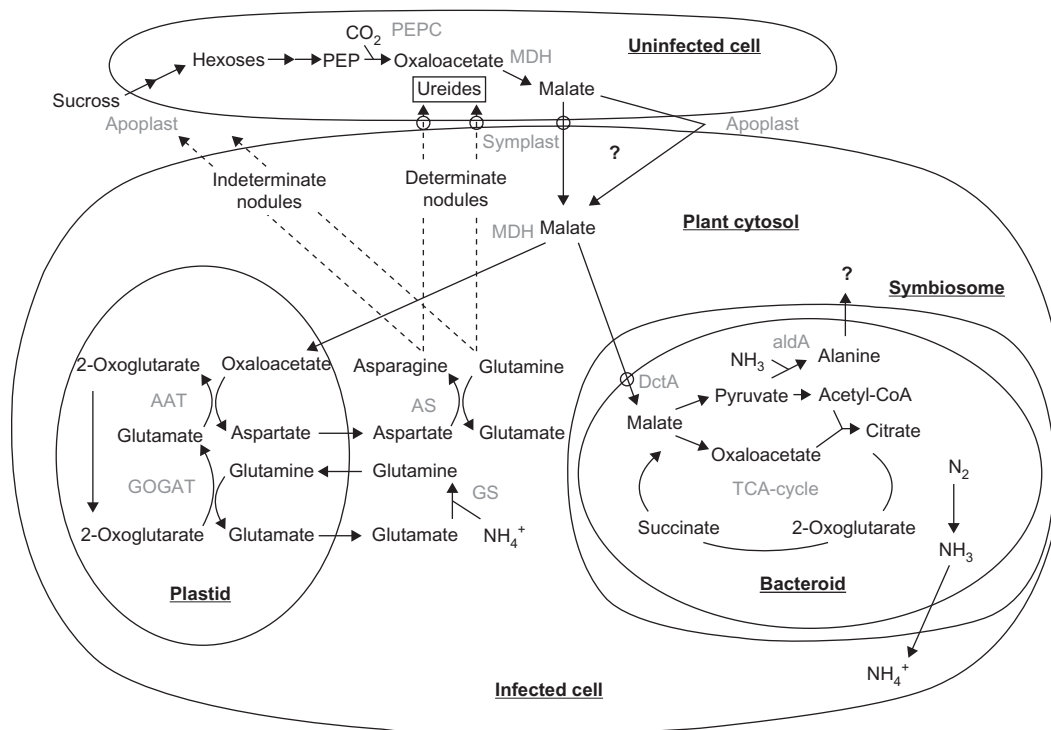 CO2 PEPC
Uninfected cell
Hexoses PEP Oxaloacetate MDH
Sucross Ureides Malate
Apoplast Symplast Apoplast
?
Indeterminate
nodules
Determinate
nodules
MDH Malate
Plant cytosol
?
Symbiosome
2-Oxoglutarate Oxaloacetate Asparagine Glutamine
aldA
NH3 Alanine
DctA
Pyruvate Acetyl-CoA
AAT AS
Malate Citrate
Glutamate Aspartate Aspartate Glutamate
Oxaloacetate
Glutamine Glutamine N2
GOGAT GS TCA-cycle
2-Oxoglutarate Glutamate Glutamate NH4+
Succinate 2-Oxoglutarate
NH3
Plastid Bacteroid
NH4+
Infected cell